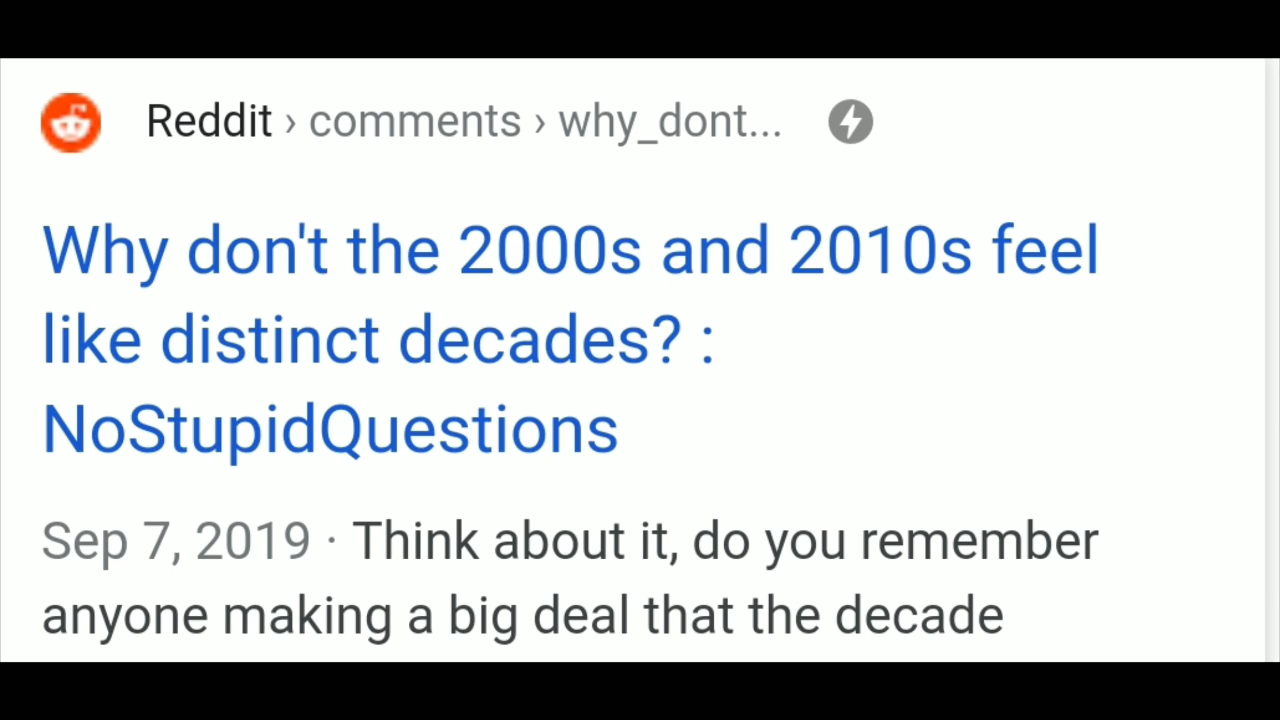 Reddit › comments › why_dont...
Why don't the 2000s and 2010s feel
like distinct decades? :
NoStupidQuestions
Sep 7, 2019 · Think about it, do you remember
anyone making a big deal that the decade